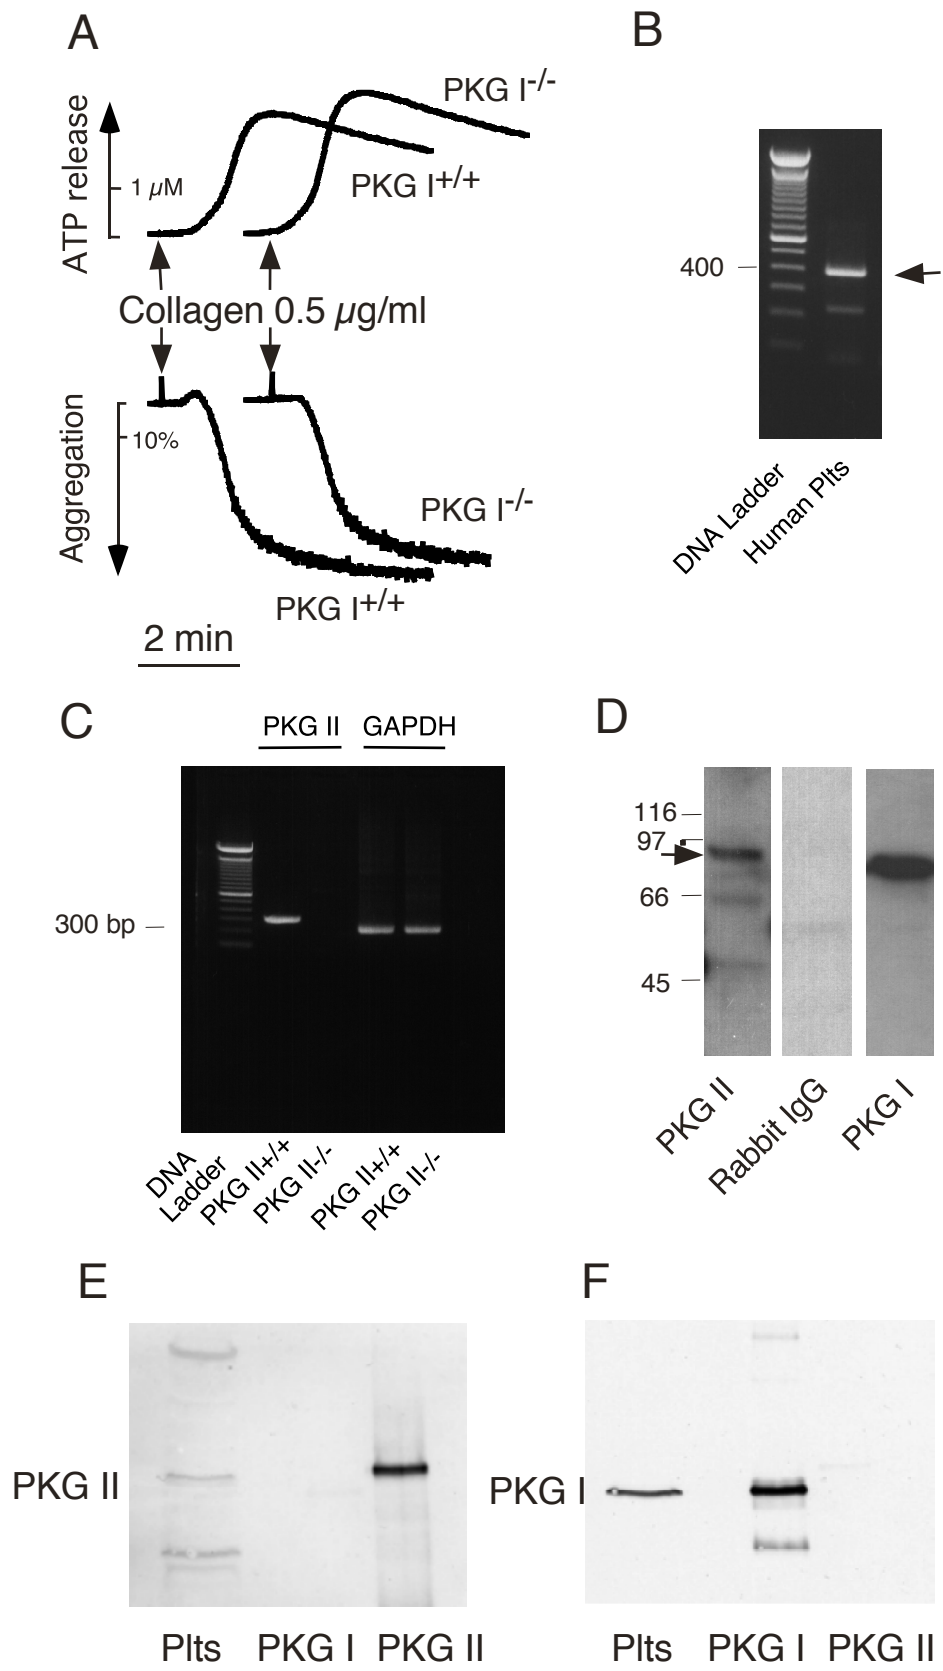 A
ATP release
1 µM
PKG I-/-
PKG I+/+
Collagen 0.5 µg/ml
Aggregation
10%
PKG I-/-
PKG I+/+
2 min
B
400
DNA Ladder
Human Plts
C
PKG II GAPDH
300 bp
DNA
Ladder
PKG II+/+
PKG II-/-
PKG II+/+
PKG II-/-
D
116
97
66
45
PKG II
Rabbit IgG
PKG I
E
PKG II
Plts PKG I PKG II
F
PKG I
Plts PKG I PKG II